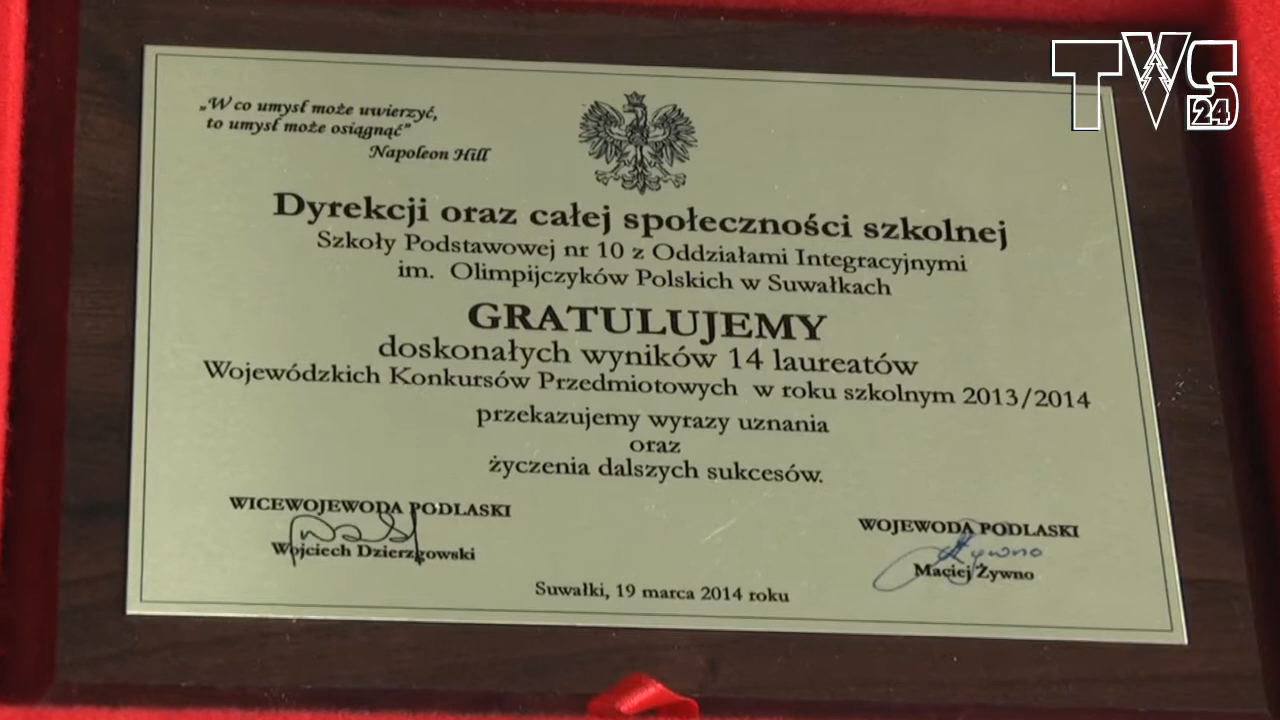 „W co umysł może uwierzyć,
to umysł może osiągnąć”
Napoleon Hill
Dyrekcji oraz całej społeczności szkolnej
Szkoły Podstawowej nr 10 z Oddziałami Integracyjnymi
im. Olimpijczyków Polskich w Suwałkach
GRATULUJEMY
doskonałych wyników 14 laureatów
Wojewódzkich Konkursów Przedmiotowych w roku szkolnym 2013/2014
przekazujemy wyrazy uznania
oraz
życzenia dalszych sukcesów.
WICEWOJEWODA PODLASKI
Wojciech Dzierzgowski
WOJEWODA PODLASKI
Żywno
Maciej Żywno
Suwałki, 19 marca 2014 roku
TVS
24